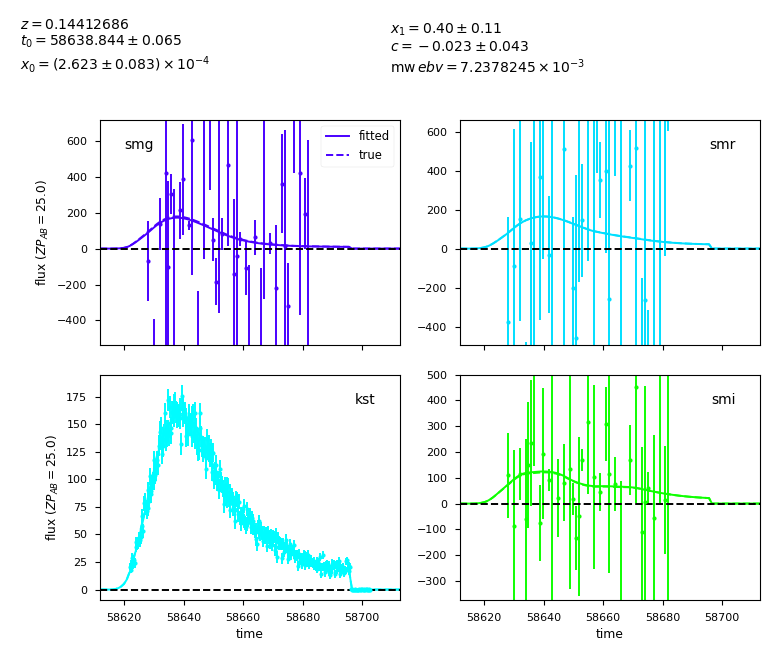 z = 0.14412686
t₀ = 58638.844 ± 0.065
x₀ = (2.623 ± 0.083) × 10⁻⁴
x₁ = 0.40 ± 0.11
c = −0.023 ± 0.043
mw ebv = 7.2378245 × 10⁻³
smg
fitted
true
flux (ZP_AB = 25.0)
600
400
200
0
−200
−400
smr
600
400
200
0
−200
−400
kst
flux (ZP_AB = 25.0)
175
150
125
100
75
50
25
0
58620 58640 58660 58680 58700
time
smi
500
400
300
200
100
0
−100
−200
−300
58620 58640 58660 58680 58700
time